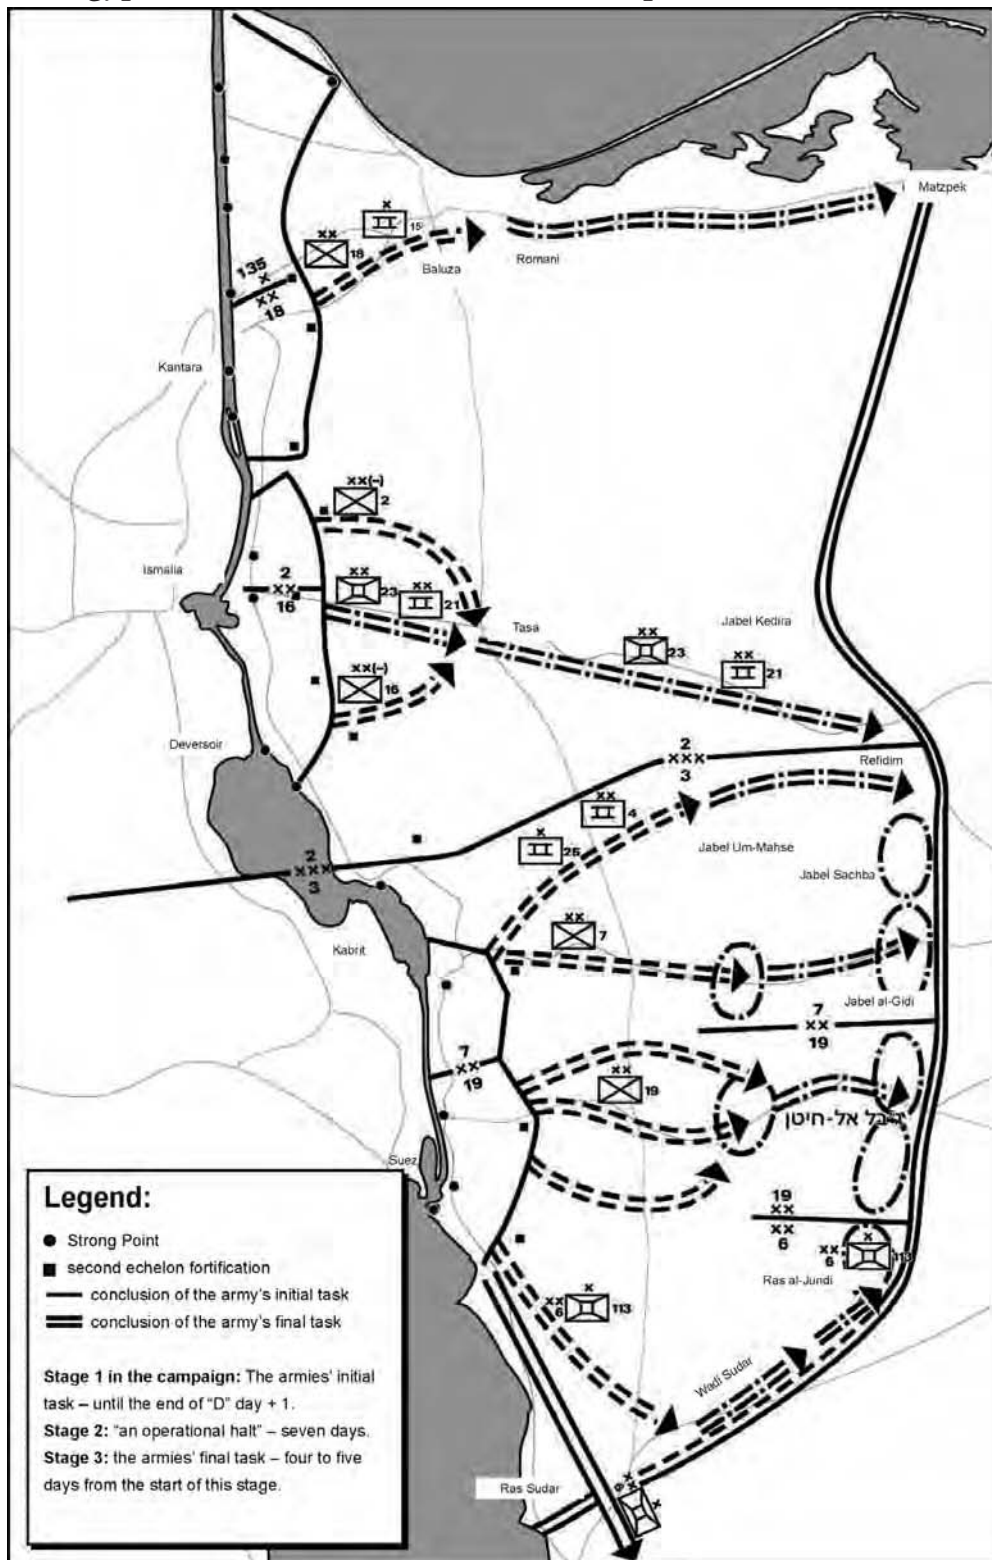 Matzpek
×
15
××
18
Baluza
Romani
135
×
××
18
Kantara
××(–)
2
Ismalia
2
××
16
××
23
××
21
Tasa
Jabel Kedira
××
23
××
21
××(–)
16
Deversoir
2
×××
3
Refidim
××
4
×
25
Jabel Um-Mahse
Jabel Sachba
2
×××
3
Kabrit
××
7
Jabel al-Gidi
7
××
19
7
××
19
××
19
ג'בל אל-חיטן
Suez
19
××
6
×
××
6
113
Ras al-Jundi
×
××
6
113
Wadi Sudar
Ras Sudar
Legend:
Strong Point
second echelon fortification
conclusion of the army's initial task
conclusion of the army's final task
Stage 1 in the campaign: The armies' initial
task – until the end of "D" day + 1.
Stage 2: "an operational halt" – seven days.
Stage 3: the armies' final task – four to five
days from the start of this stage.